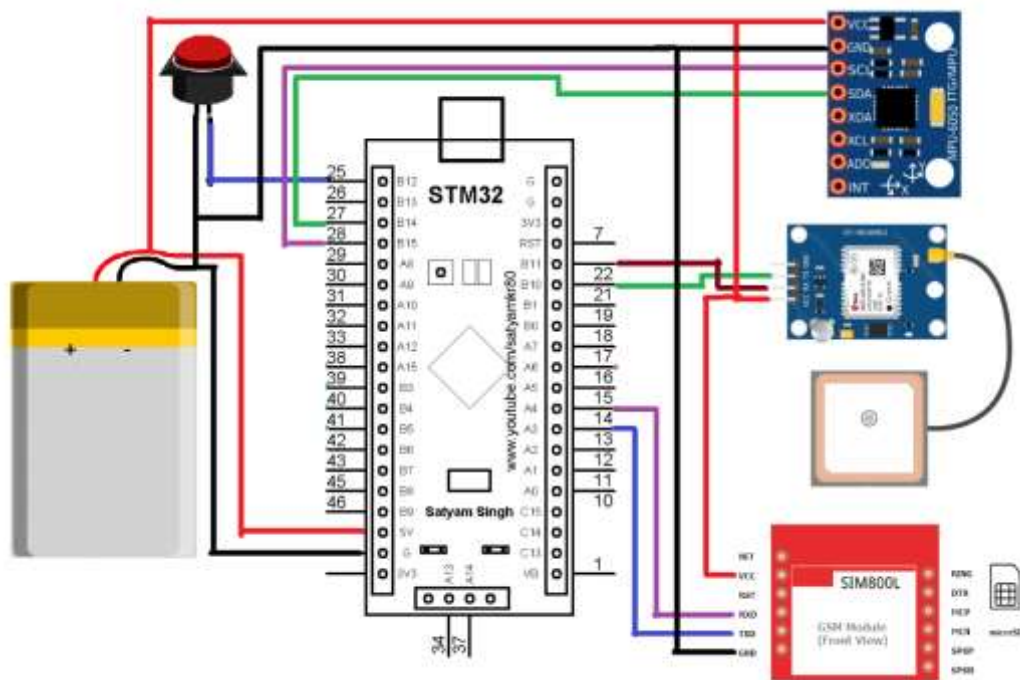 VCC
GND
SCL
SDA
XDA
XCL
ADO
INT
MPU-6050
X
Y
+
-
STM32
www.youtube.com/satyamkr80
Satyam Singh
25
26
27
28
29
30
31
32
33
38
39
40
41
42
43
45
46
B12
B13
B14
B15
A8
A9
A10
A11
A12
A15
B3
B4
B5
B6
B7
B8
B9
5V
G
3V3
G
G
3V3
RST
B11
B10
B1
B0
A7
A6
A5
A4
A3
A2
A1
A0
C15
C14
C13
VB
7
22
21
19
18
17
16
15
14
13
12
11
10
1
A13
A14
34
37
NET
VCC
RST
RXD
TXD
GND
SIM800L
GSM Module
(Front View)
RING
DTR
MICP
MICN
SPKP
SPKN